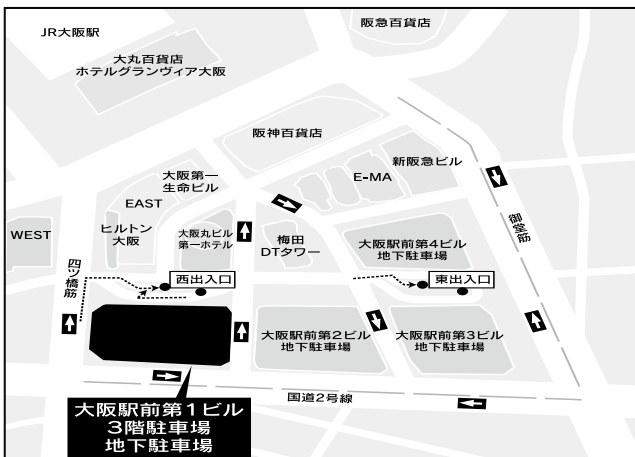 JR大阪駅
阪急百貨店
大丸百貨店
ホテルグランヴィア大阪
阪神百貨店
新阪急ビル
E-MA
大阪第一
生命ビル
EAST
ヒルトン
大阪
大阪丸ビル
第一ホテル
梅田
DTタワー
大阪駅前第4ビル
地下駐車場
御堂筋
WEST
四ツ橋筋
西出入口
東出入口
大阪駅前第2ビル
地下駐車場
大阪駅前第3ビル
地下駐車場
国道2号線
大阪駅前第1ビル
3階駐車場
地下駐車場